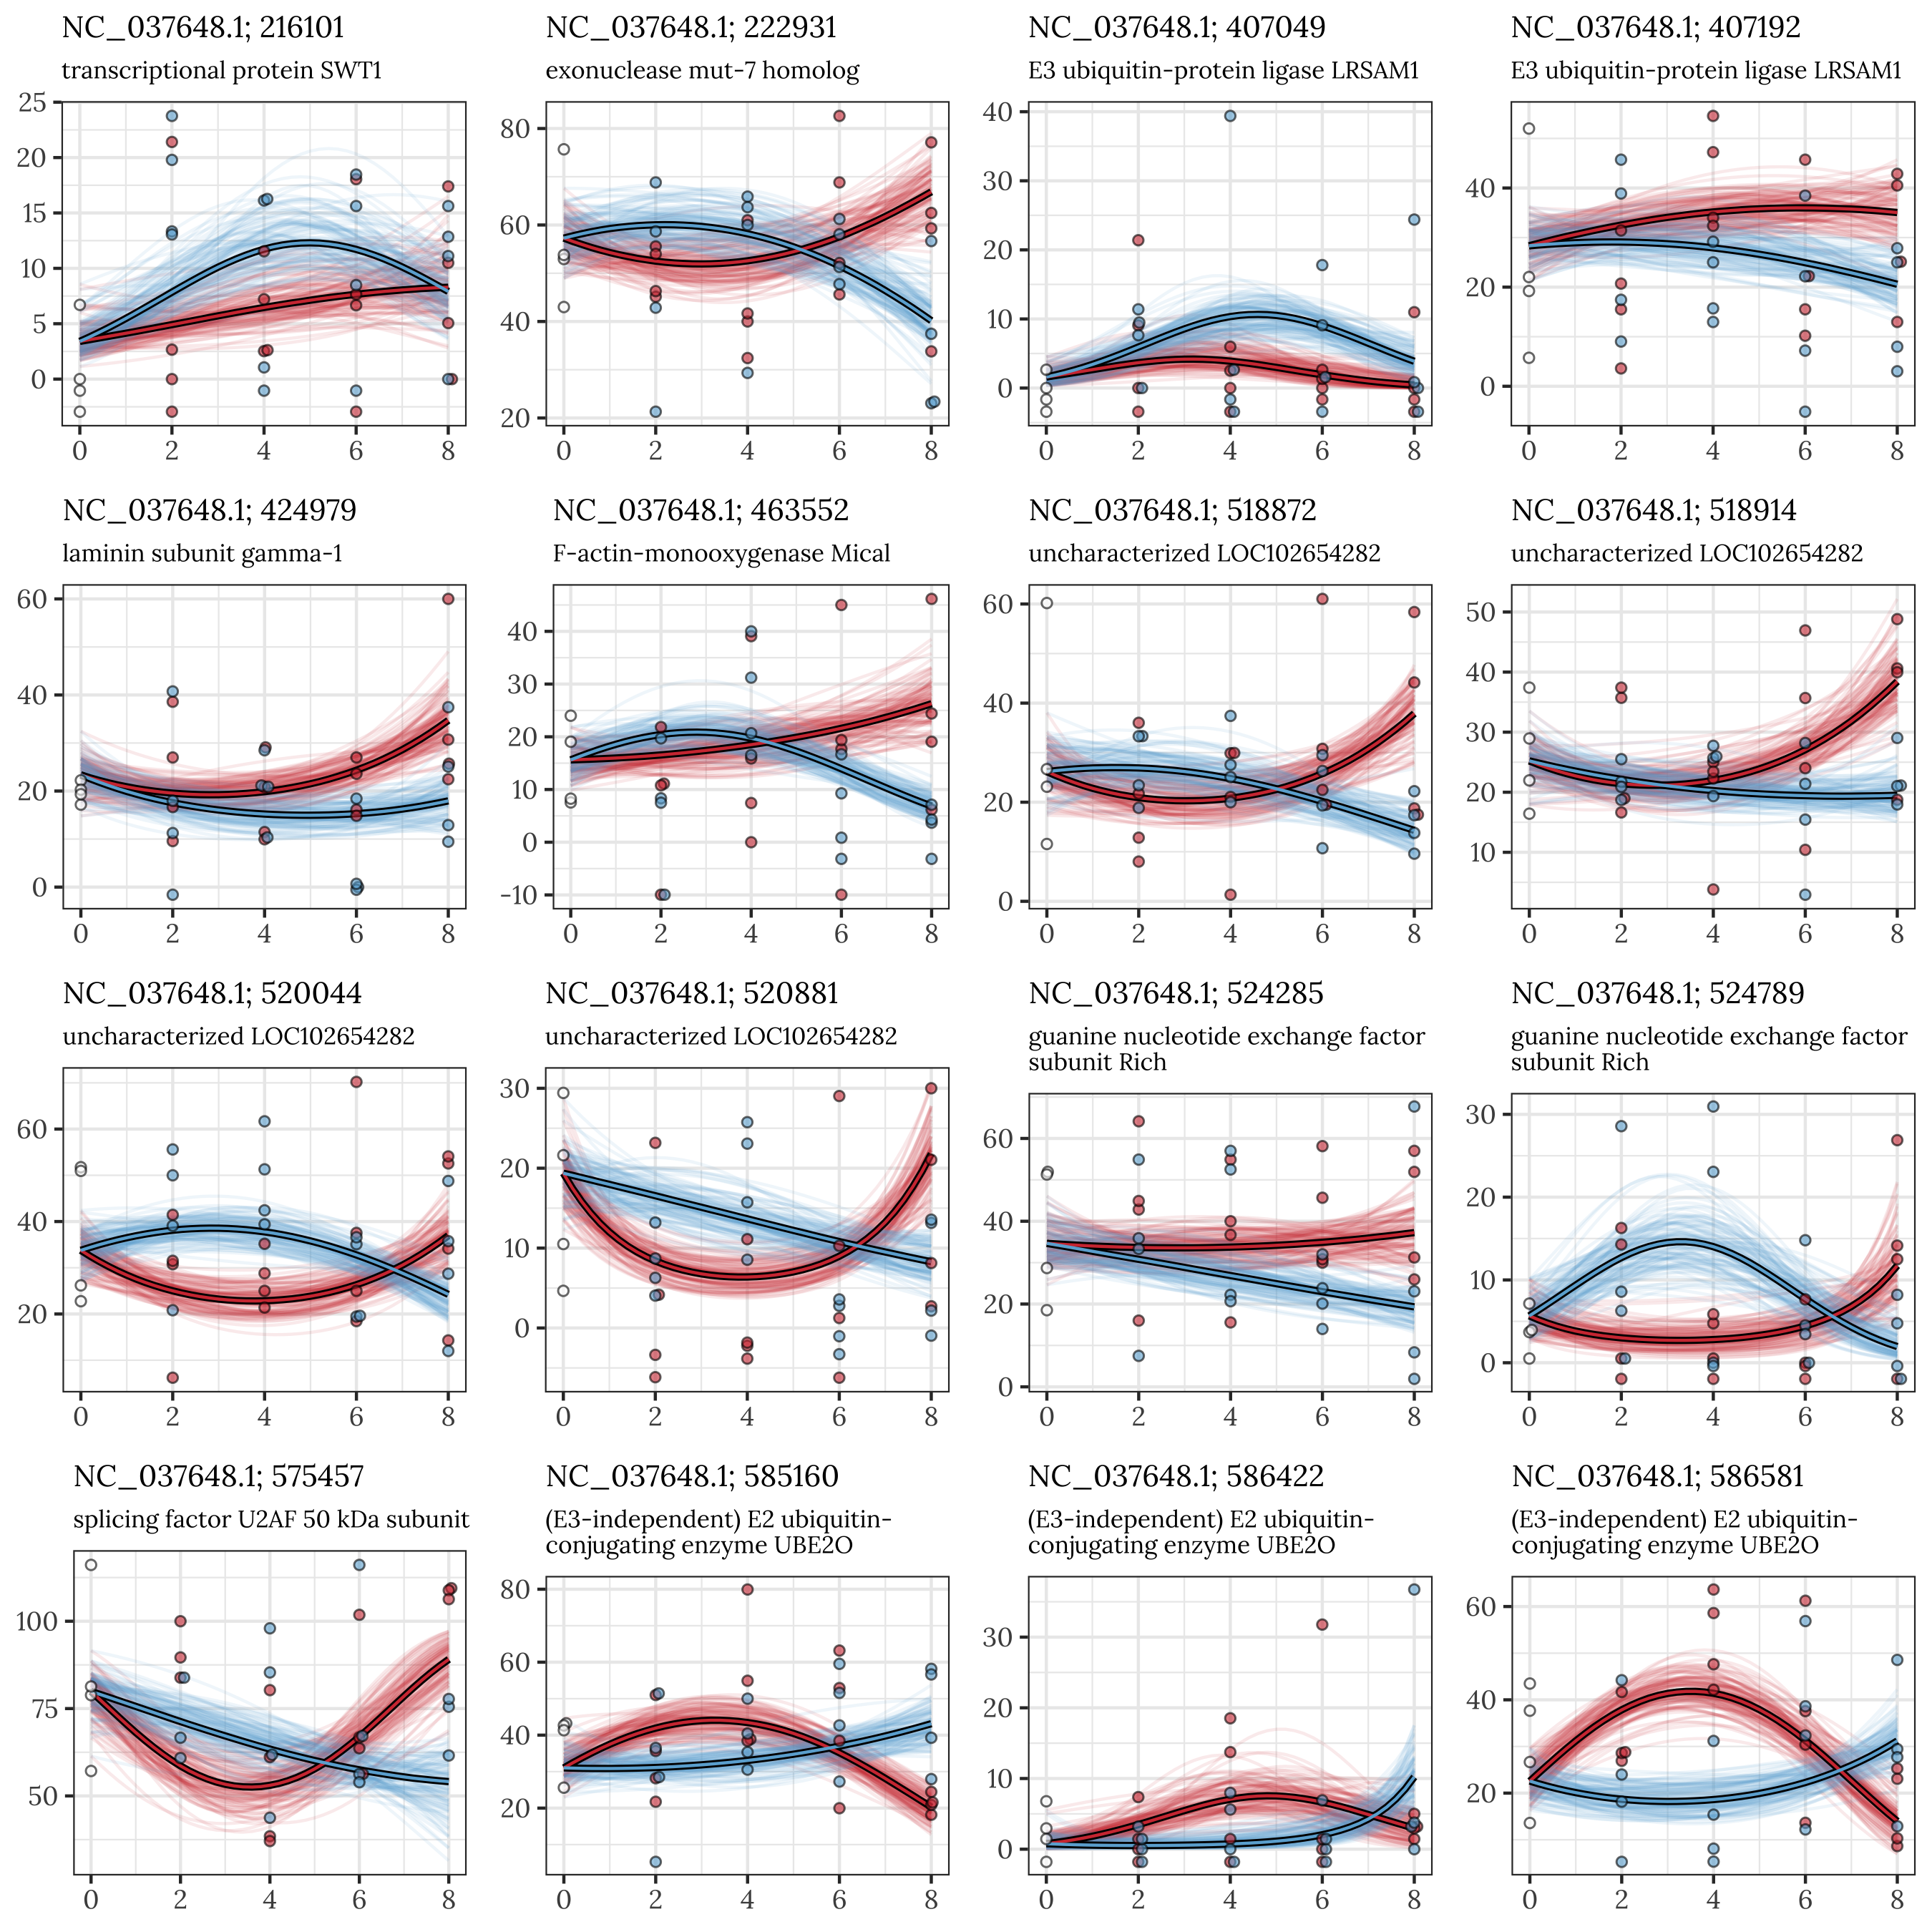 NC_037648.1; 216101
transcriptional protein SWT1
25
20
15
10
5
0
0 2 4 6 8
NC_037648.1; 222931
exonuclease mut-7 homolog
80
60
40
20
0 2 4 6 8
NC_037648.1; 407049
E3 ubiquitin-protein ligase LRSAM1
40
30
20
10
0
0 2 4 6 8
NC_037648.1; 407192
E3 ubiquitin-protein ligase LRSAM1
40
20
0
0 2 4 6 8
NC_037648.1; 424979
laminin subunit gamma-1
60
40
20
0
0 2 4 6 8
NC_037648.1; 463552
F-actin-monooxygenase Mical
40
30
20
10
0
-10
0 2 4 6 8
NC_037648.1; 518872
uncharacterized LOC102654282
60
40
20
0
0 2 4 6 8
NC_037648.1; 518914
uncharacterized LOC102654282
50
40
30
20
10
0 2 4 6 8
NC_037648.1; 520044
uncharacterized LOC102654282
60
40
20
0 2 4 6 8
NC_037648.1; 520881
uncharacterized LOC102654282
30
20
10
0
0 2 4 6 8
NC_037648.1; 524285
guanine nucleotide exchange factor
subunit Rich
60
40
20
0
0 2 4 6 8
NC_037648.1; 524789
guanine nucleotide exchange factor
subunit Rich
30
20
10
0
0 2 4 6 8
NC_037648.1; 575457
splicing factor U2AF 50 kDa subunit
100
75
50
0 2 4 6 8
NC_037648.1; 585160
(E3-independent) E2 ubiquitin-
conjugating enzyme UBE2O
80
60
40
20
0 2 4 6 8
NC_037648.1; 586422
(E3-independent) E2 ubiquitin-
conjugating enzyme UBE2O
30
20
10
0
0 2 4 6 8
NC_037648.1; 586581
(E3-independent) E2 ubiquitin-
conjugating enzyme UBE2O
60
40
20
0 2 4 6 8